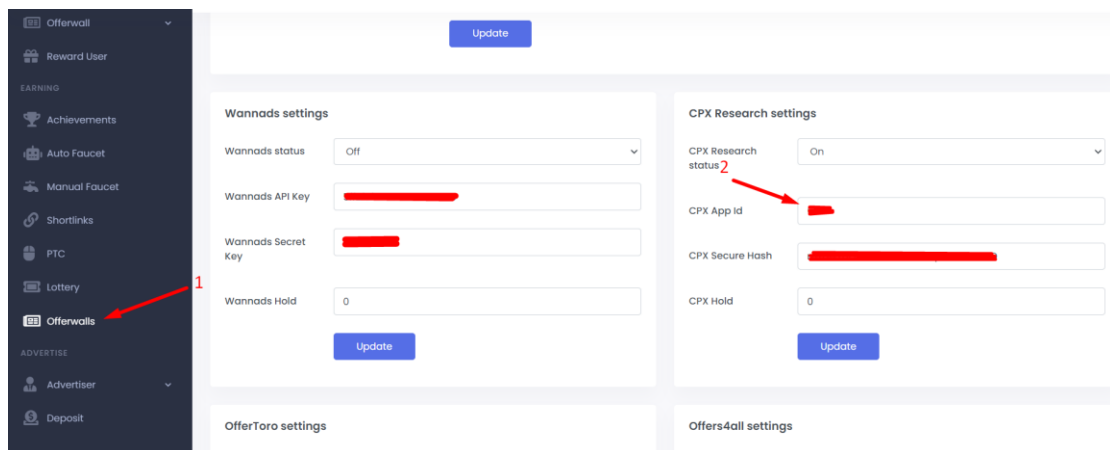 Offerwall
Reward User
EARNING
Achievements
Auto Faucet
Manual Faucet
Shortlinks
PTC
Lottery
Offerwalls
ADVERTISE
Advertiser
Deposit
1
Update
Wannads settings
Wannads status
Off
Wannads API Key
Wannads Secret
Key
Wannads Hold
0
Update
CPX Research settings
CPX Research
status
On
2
CPX App Id
CPX Secure Hash
CPX Hold
0
Update
OfferToro settings
Offers4all settings